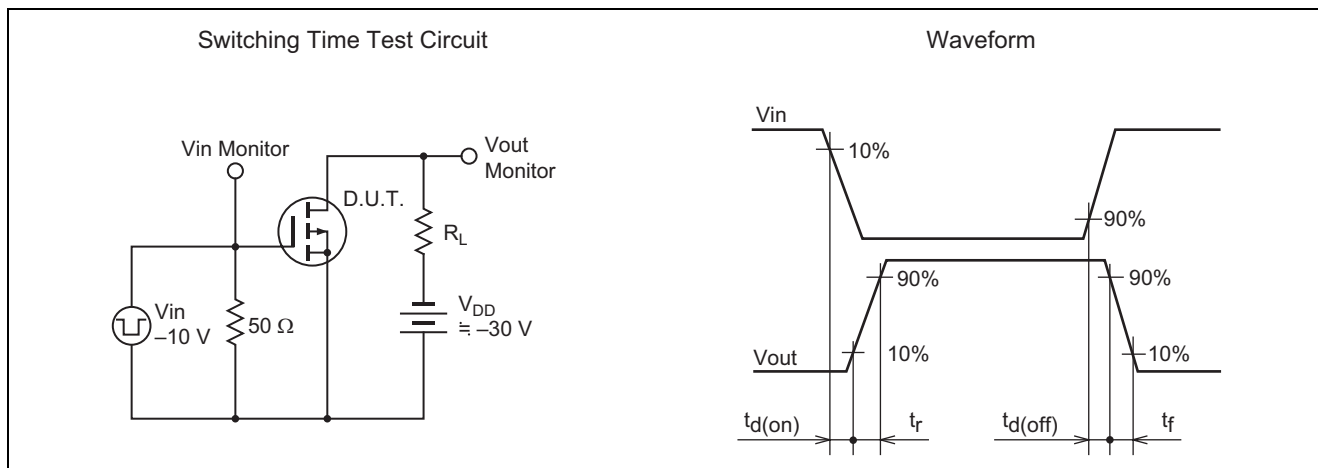 Switching Time Test Circuit
Vin Monitor
Vout
Monitor
D.U.T.
RL
Vin
–10 V
50 Ω
VDD
≒ –30 V
Waveform
Vin
10%
90%
90%
90%
Vout
10%
10%
td(on)
tr
td(off)
tf